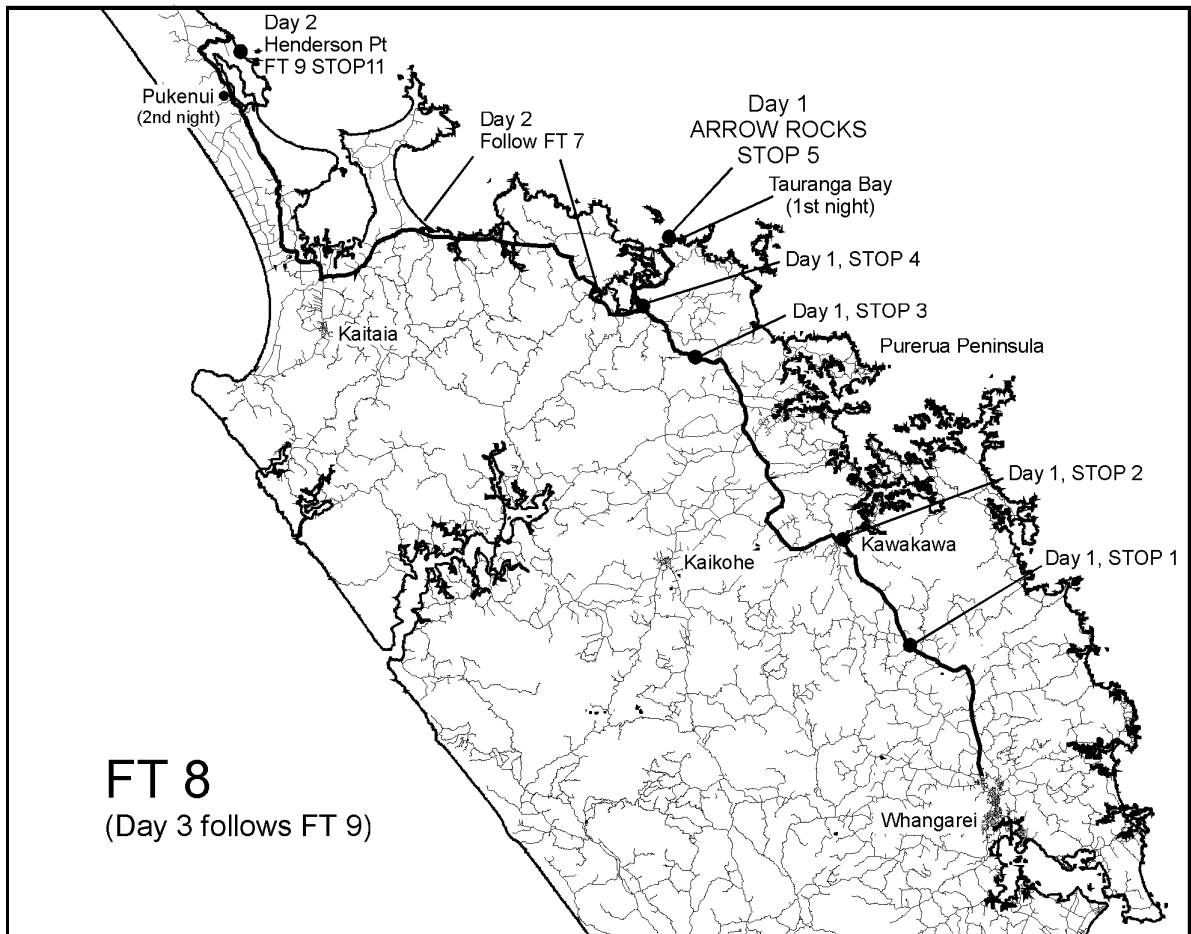 Day 2
Henderson Pt
FT 9 STOP11
Pukenui
(2nd night)
Day 2
Follow FT 7
Day 1
ARROW ROCKS
STOP 5
Tauranga Bay
(1st night)
Day 1, STOP 4
Day 1, STOP 3
Kaitaia
Purerua Peninsula
Day 1, STOP 2
Kawakawa
Kaikohe
Day 1, STOP 1
FT 8
(Day 3 follows FT 9)
Whangarei